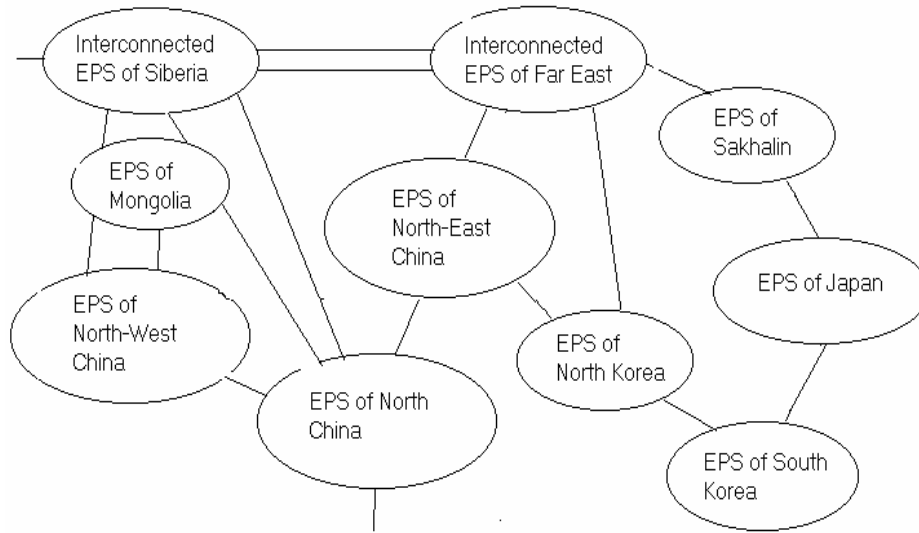 Interconnected
EPS of Siberia
Interconnected
EPS of Far East
EPS of
Sakhalin
EPS of
Mongolia
EPS of
North-East
China
EPS of Japan
EPS of
North-West
China
EPS of
North Korea
EPS of North
China
EPS of South
Korea